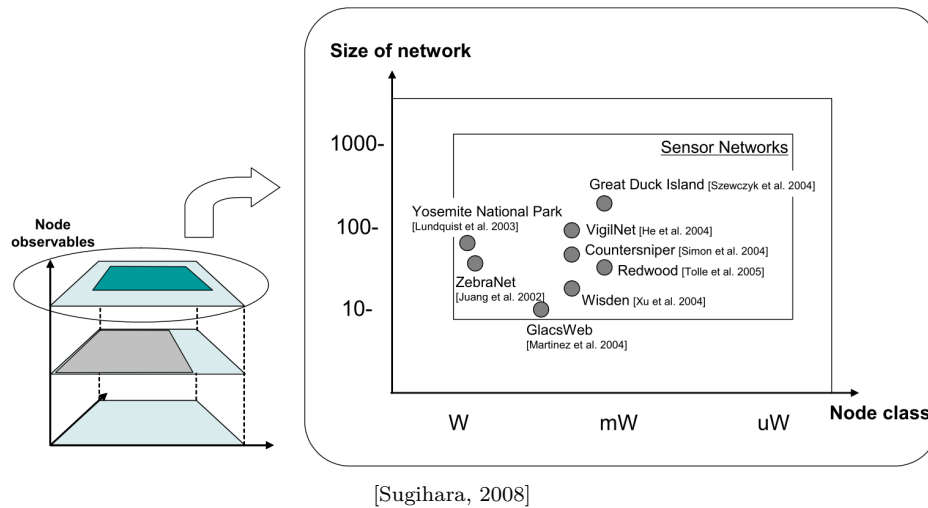 Size of network
1000-
Sensor Networks
Great Duck Island [Szewczyk et al. 2004]
Yosemite National Park
[Lundquist et al. 2003]
100-
VigilNet [He et al. 2004]
Countersniper [Simon et al. 2004]
Redwood [Tolle et al. 2005]
ZebraNet
[Juang et al. 2002]
Wisden [Xu et al. 2004]
10-
GlacsWeb
[Martinez et al. 2004]
Node class
W mW uW
Node
observables
[Sugihara, 2008]